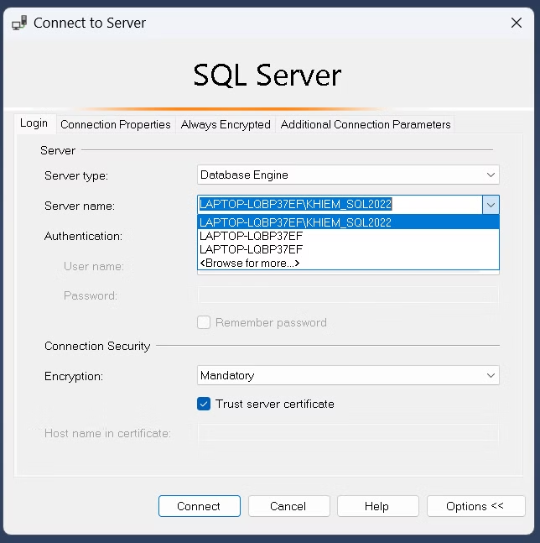 Connect to Server
SQL Server
Login Connection Properties Always Encrypted Additional Connection Parameters
Server
Server type: Database Engine
Server name: LAPTOP-LQBP37EF\KHIEM_SQL2022
LAPTOP-LQBP37EF\KHIEM_SQL2022
Authentication: LAPTOP-LQBP37EF
LAPTOP-LQBP37EF
User name: <Browse for more...>
Password:
Remember password
Connection Security
Encryption: Mandatory
Trust server certificate
Host name in certificate:
Connect Cancel Help Options <<